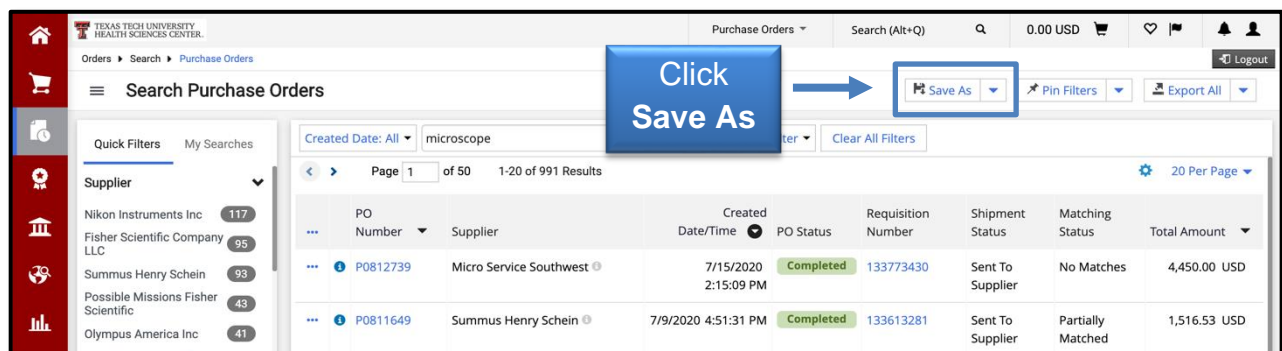 TEXAS TECH UNIVERSITY
HEALTH SCIENCES CENTER.
Purchase Orders
Search (Alt+Q)
0.00 USD
Orders
Search
Purchase Orders
Logout
Search Purchase Orders
Click
Save As
Save As
Pin Filters
Export All
Quick Filters
My Searches
Created Date: All
microscope
Clear All Filters
Page 1 of 50
1-20 of 991 Results
20 Per Page
Supplier
Nikon Instruments Inc 117
Fisher Scientific Company
LLC 95
Summus Henry Schein 93
Possible Missions Fisher
Scientific 43
Olympus America Inc 41
PO
Number
Supplier
Created
Date/Time
PO Status
Requisition
Number
Shipment
Status
Matching
Status
Total Amount
P0812739
Micro Service Southwest
7/15/2020
2:15:09 PM
Completed
133773430
Sent To
Supplier
No Matches
4,450.00 USD
P0811649
Summus Henry Schein
7/9/2020 4:51:31 PM
Completed
133613281
Sent To
Supplier
Partially
Matched
1,516.53 USD